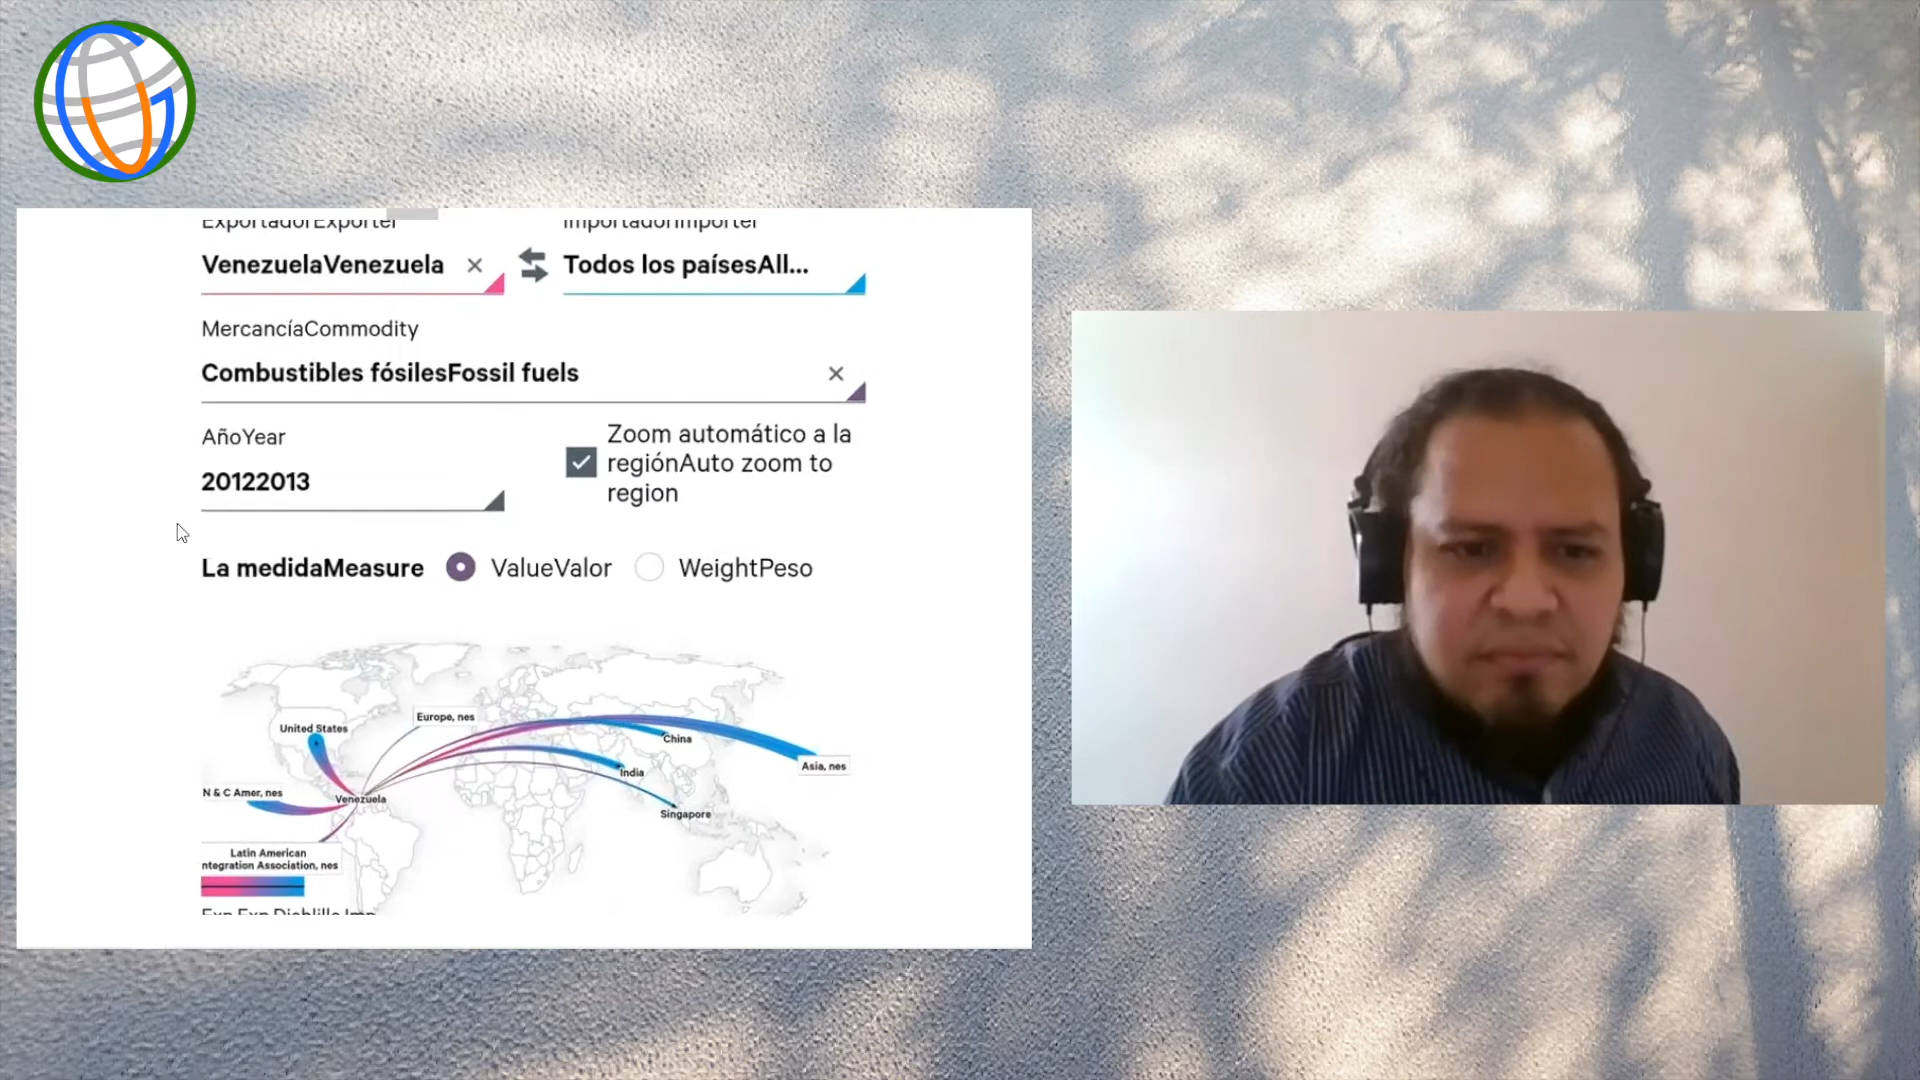 ExportadorExporter
ImportadorImporter
VenezuelaVenezuela
Todos los paísesAll...
MercancíaCommodity
Combustibles fósilesFossil fuels
AñoYear
20122013
Zoom automático a la
regiónAuto zoom to
region
La medidaMeasure
ValueValor
WeightPeso
Europe, nes
United States
China
Asia, nes
India
N & C Amer, nes
Venezuela
Singapore
Latin American
ntegration Association, nes